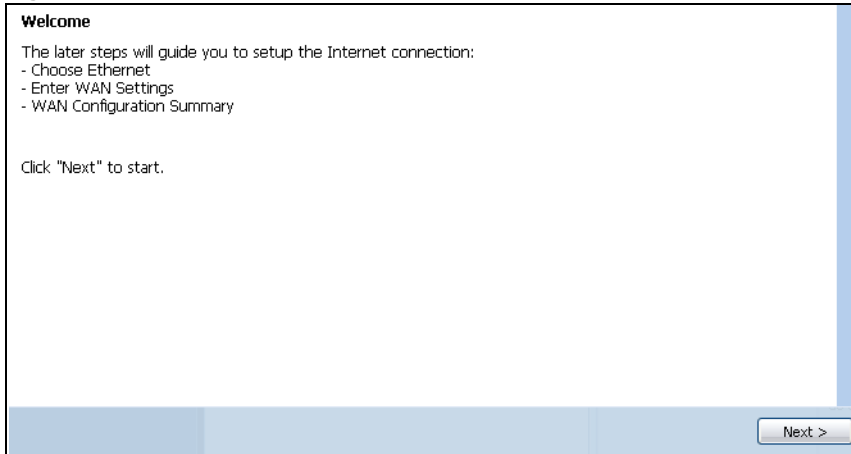 Welcome
The later steps will guide you to setup the Internet connection:
- Choose Ethernet
- Enter WAN Settings
- WAN Configuration Summary
Click "Next" to start.
Next >